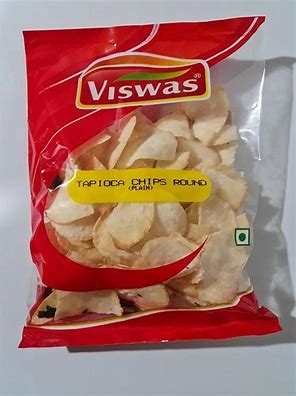 VISWAS®
TAPIOCA CHIPS ROUND
(PLAIN)